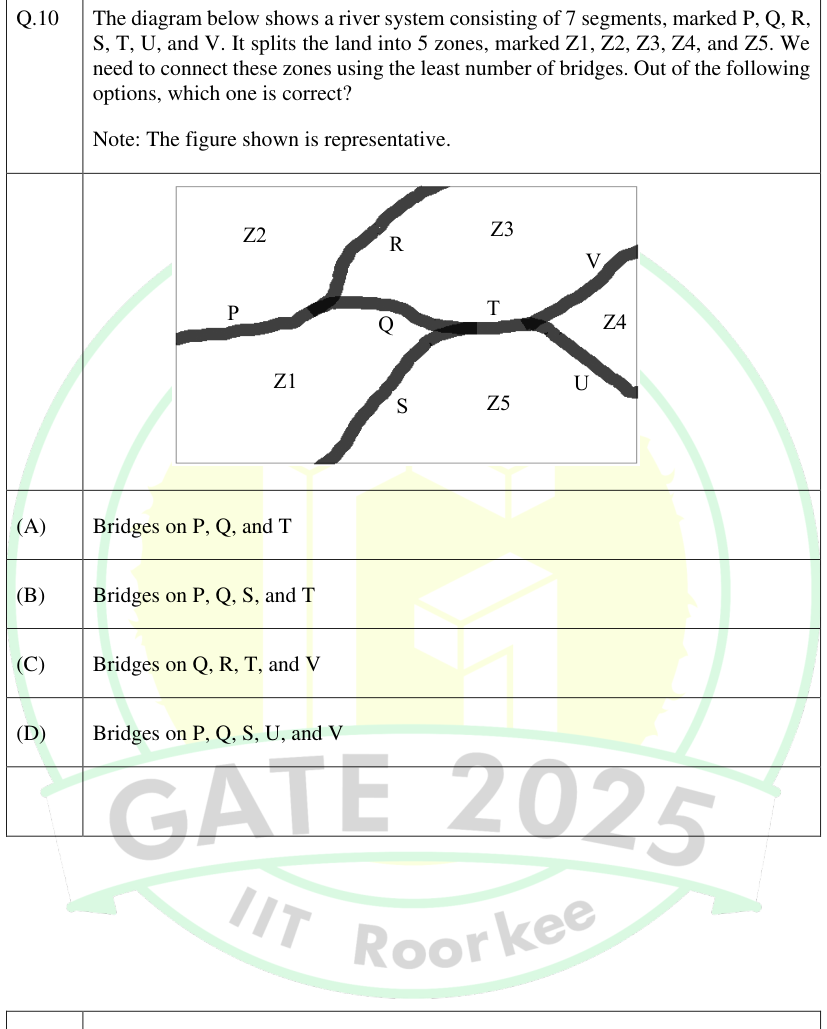 Q.10
The diagram below shows a river system consisting of 7 segments, marked P, Q, R,
S, T, U, and V. It splits the land into 5 zones, marked Z1, Z2, Z3, Z4, and Z5. We
need to connect these zones using the least number of bridges. Out of the following
options, which one is correct?
Note: The figure shown is representative.
Z2
R
Z3
V
P
Q
T
Z4
Z1
S
Z5
U
(A) Bridges on P, Q, and T
(B) Bridges on P, Q, S, and T
(C) Bridges on Q, R, T, and V
(D) Bridges on P, Q, S, U, and V
GATE 2025
IIT Roorkee